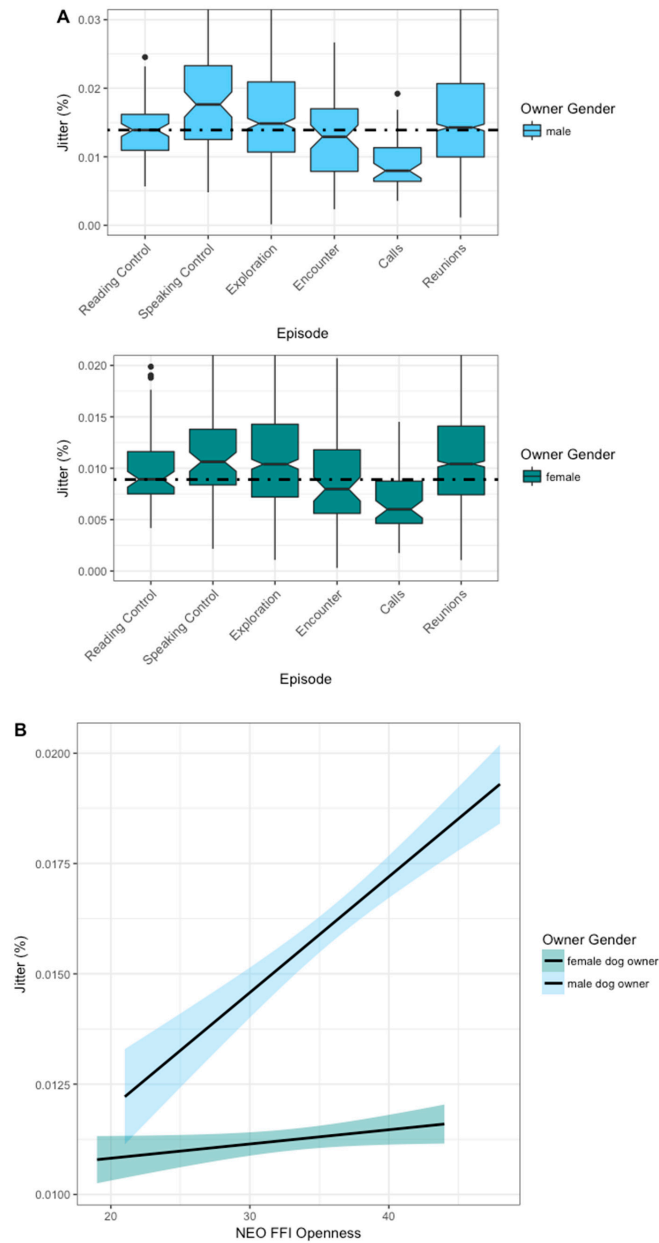 A
0.03
0.02
0.01
0.00
Jitter (%)
Reading Control
Speaking Control
Exploration
Encounter
Calls
Reunions
Episode
Owner Gender
male
0.020
0.015
0.010
0.005
0.000
Jitter (%)
Reading Control
Speaking Control
Exploration
Encounter
Calls
Reunions
Episode
Owner Gender
female
B
0.0200
0.0175
0.0150
0.0125
0.0100
Jitter (%)
20 30 40
NEO FFI Openness
Owner Gender
female dog owner
male dog owner